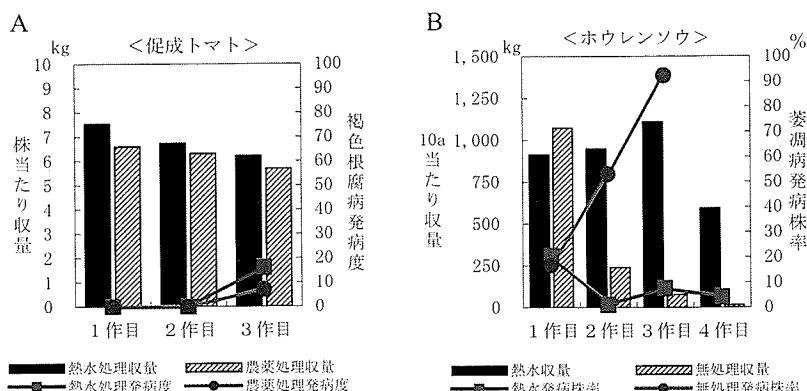 A
＜促成トマト＞
kg
10
9
8
7
6
5
4
3
2
1
0
株当たり収量
100
90
80
70
60
50
40
30
20
10
0
褐色根腐病発病度
1作目 2作目 3作目
熱水処理収量 農薬処理収量
熱水処理発病度 農薬処理発病度
B
＜ホウレンソウ＞
kg
1,500
1,250
1,000
750
500
250
0
10a
当たり収量
%
100
90
80
70
60
50
40
30
20
10
0
萎凋病発病株率
1作目 2作目 3作目 4作目
熱水収量 無処理収量
熱水発病株率 無処理発病株率